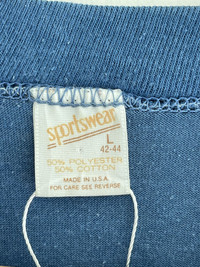 sportswear
L
42-44
50% POLYESTER
50% COTTON
MADE IN U.S.A.
FOR CARE SEE REVERSE